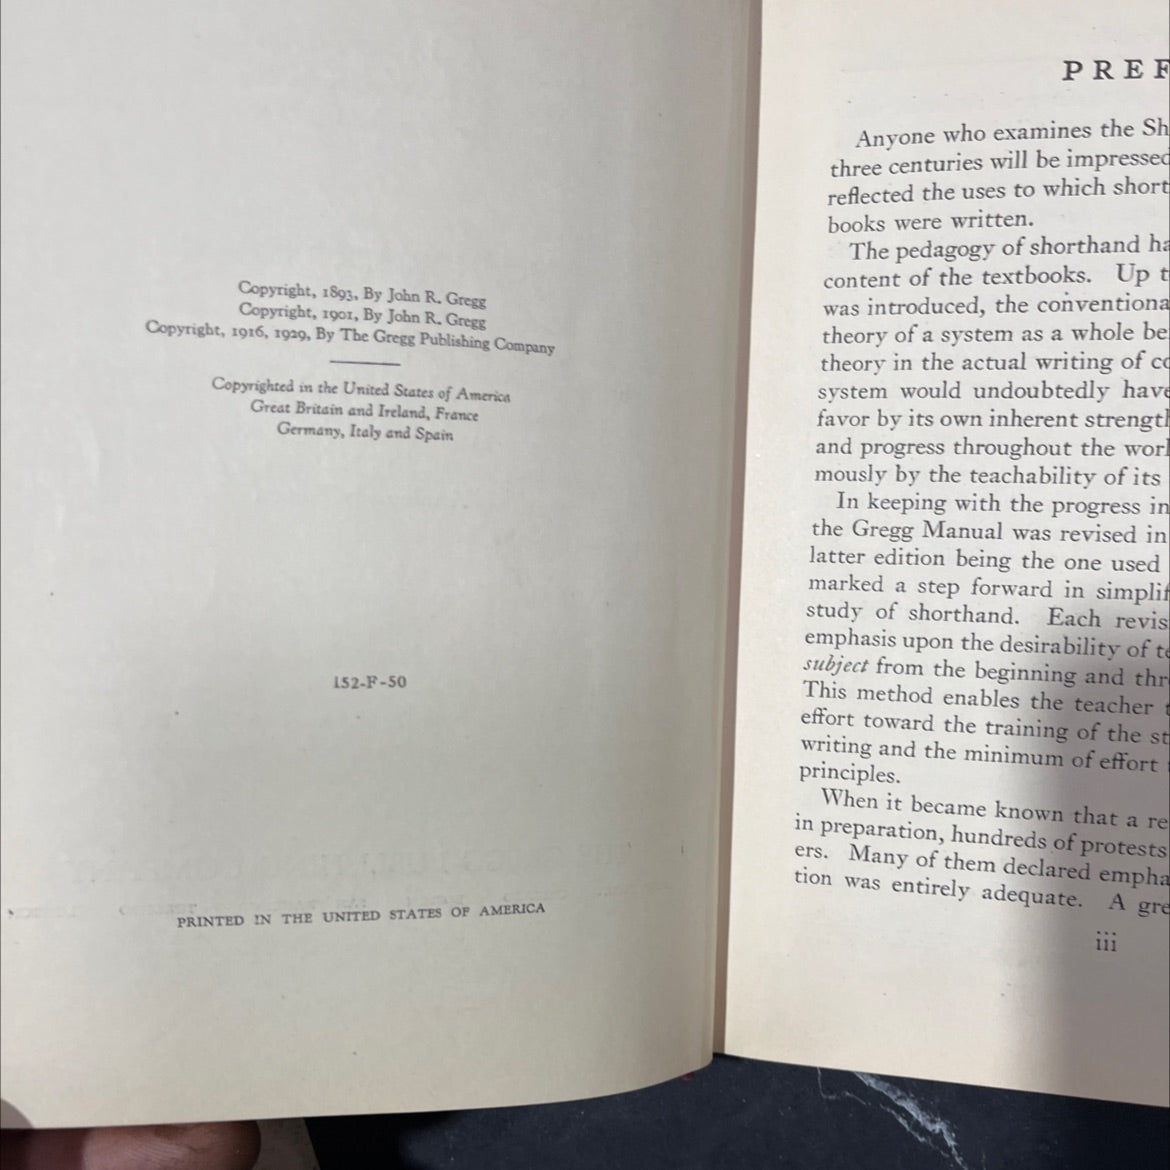 Copyright, 1893, By John R. Gregg
Copyright, 1901, By John R. Gregg
Copyright, 1916, 1929, By The Gregg Publishing Company
Copyrighted in the United States of America
Great Britain and Ireland, France
Germany, Italy and Spain
152-F-50
PRINTED IN THE UNITED STATES OF AMERICA
PREF
Anyone who examines the Sh
three centuries will be impressed
reflected the uses to which short
books were written.
The pedagogy of shorthand ha
content of the textbooks. Up t
was introduced, the conventiona
theory of a system as a whole be
theory in the actual writing of co
system would undoubtedly have
favor by its own inherent strengt
and progress throughout the worl
mously by the teachability of its
In keeping with the progress in
the Gregg Manual was revised in
latter edition being the one used
marked a step forward in simplif
study of shorthand. Each revis
emphasis upon the desirability of te
subject from the beginning and thr
This method enables the teacher t
effort toward the training of the st
writing and the minimum of effort
principles.
When it became known that a re
in preparation, hundreds of protests
ers. Many of them declared empha
tion was entirely adequate. A gre
iii